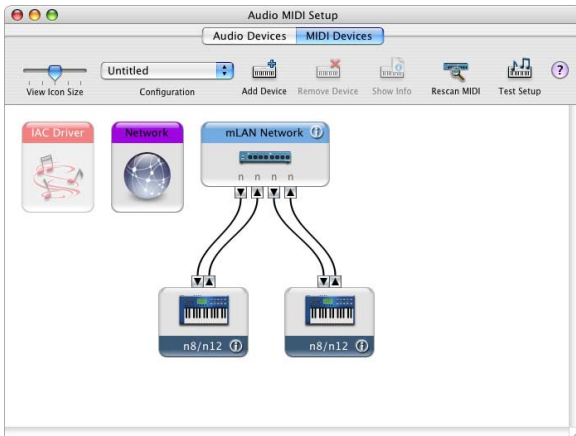 Audio MIDI Setup
Audio Devices MIDI Devices
Untitled
View Icon Size Configuration Add Device Remove Device Show Info Rescan MIDI Test Setup ?
IAC Driver Network mLAN Network i
n n n n
n8/n12 i n8/n12 i